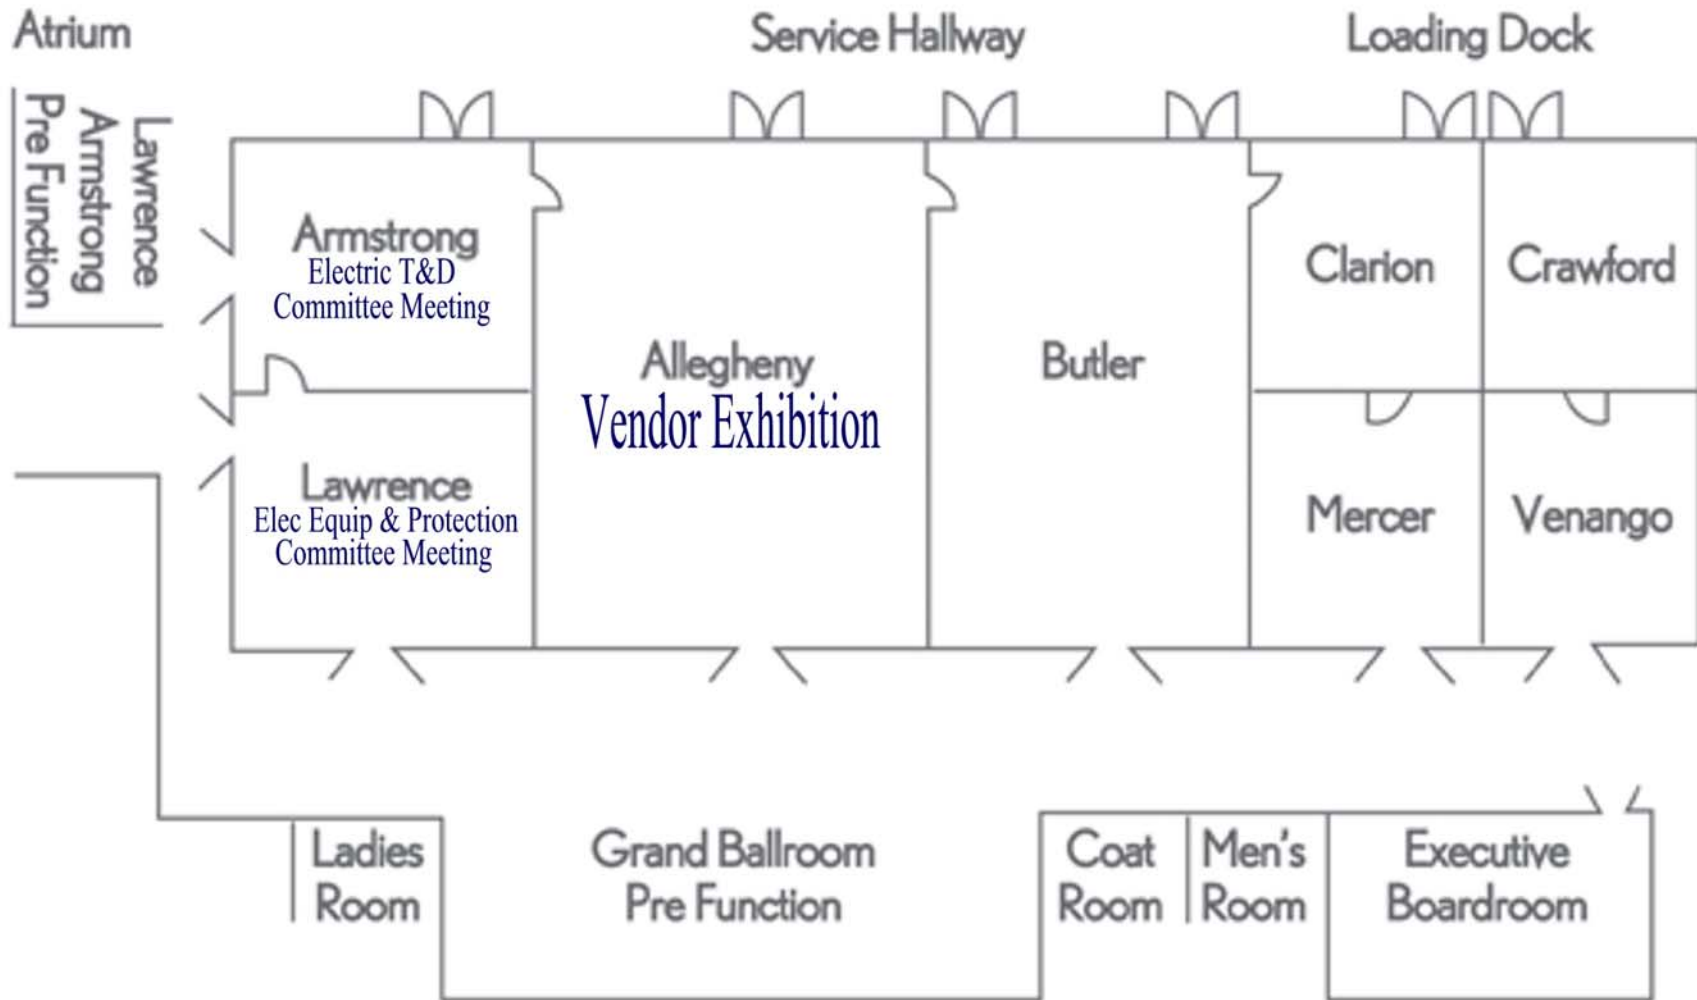 Atrium
Service Hallway
Loading Dock
Lawrence
Armstrong
Pre Function
Armstrong
Electric T&D
Committee Meeting
Clarion
Crawford
Allegheny
Vendor Exhibition
Butler
Lawrence
Elec Equip & Protection
Committee Meeting
Mercer
Venango
Ladies
Room
Grand Ballroom
Pre Function
Coat
Room
Men's
Room
Executive
Boardroom